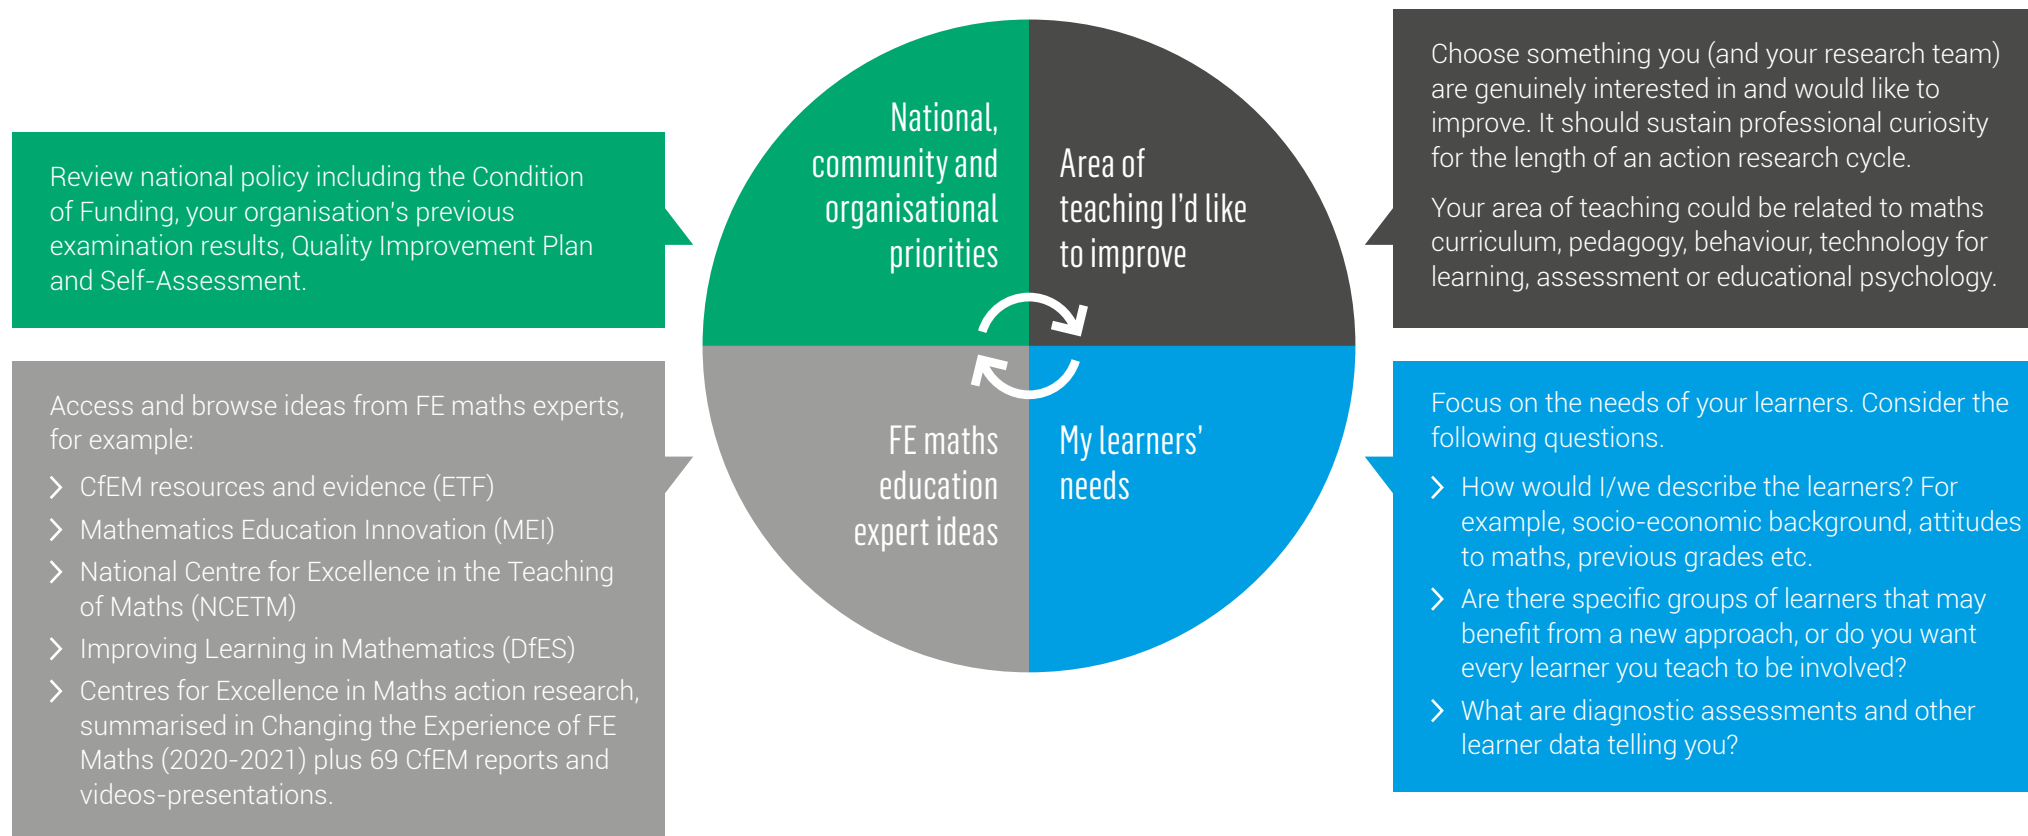 Review national policy including the Condition
of Funding, your organisation's previous
examination results, Quality Improvement Plan
and Self-Assessment.
National,
community and
organisational
priorities
Area of
teaching I'd like
to improve
Choose something you (and your research team)
are genuinely interested in and would like to
improve. It should sustain professional curiosity
for the length of an action research cycle.
Your area of teaching could be related to maths
curriculum, pedagogy, behaviour, technology for
learning, assessment or educational psychology.
Access and browse ideas from FE maths experts,
for example:
CfEM resources and evidence (ETF)
Mathematics Education Innovation (MEI)
National Centre for Excellence in the Teaching
of Maths (NCETM)
Improving Learning in Mathematics (DfES)
Centres for Excellence in Maths action research,
summarised in Changing the Experience of FE
Maths (2020-2021) plus 69 CfEM reports and
videos-presentations.
FE maths
education
expert ideas
My learners'
needs
Focus on the needs of your learners. Consider the
following questions.
How would I/we describe the learners? For
example, socio-economic background, attitudes
to maths, previous grades etc.
Are there specific groups of learners that may
benefit from a new approach, or do you want
every learner you teach to be involved?
What are diagnostic assessments and other
learner data telling you?